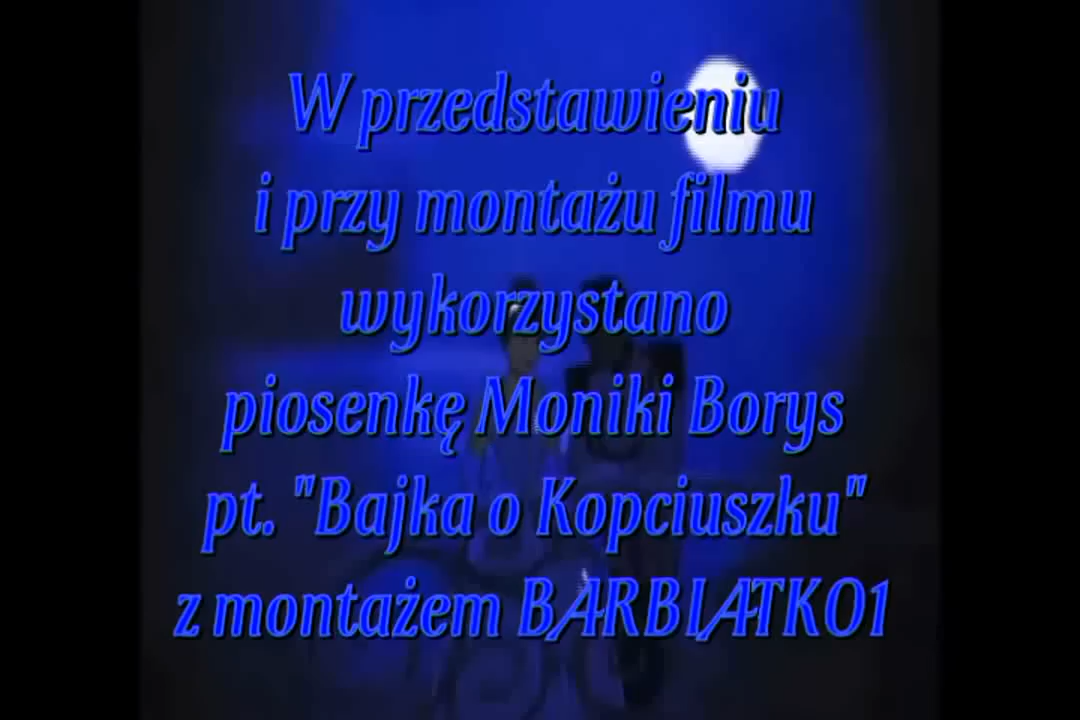 W przedstawieniu
i przy montażu filmu
wykorzystano
piosenkę Moniki Borys
pt. "Bajka o Kopciuszku"
z montażem BARBIATKO1